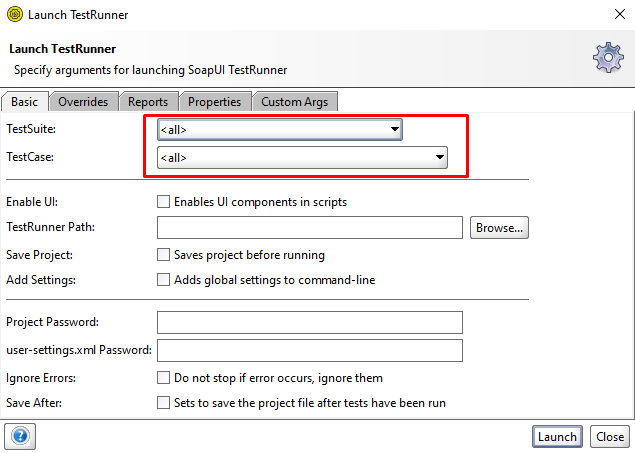 Launch TestRunner
Launch TestRunner
Specify arguments for launching SoapUI TestRunner
Basic Overrides Reports Properties Custom Args
TestSuite: <all>
TestCase: <all>
Enable UI: Enables UI components in scripts
TestRunner Path: Browse...
Save Project: Saves project before running
Add Settings: Adds global settings to command-line
Project Password:
user-settings.xml Password:
Ignore Errors: Do not stop if error occurs, ignore them
Save After: Sets to save the project file after tests have been run
? Launch Close